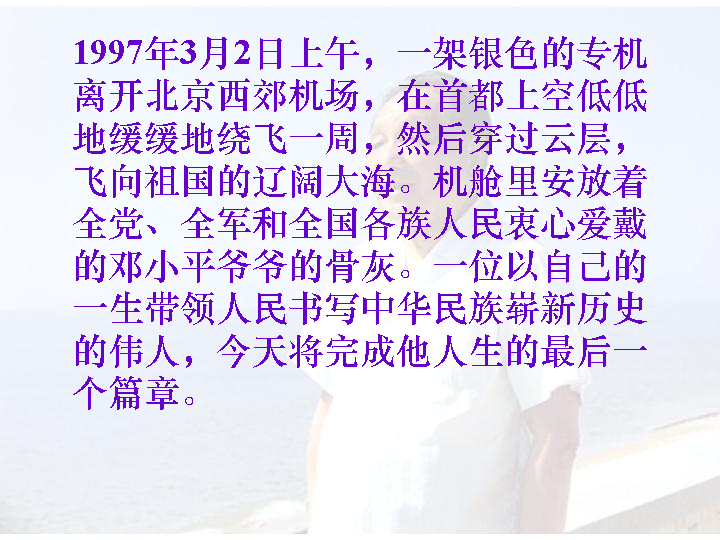 1997年3月2日上午，一架银色的专机
离开北京西郊机场，在首都上空低低
地缓缓地绕飞一周，然后穿过云层，
飞向祖国的辽阔大海。机舱里安放着
全党、全军和全国各族人民衷心爱戴
的邓小平爷爷的骨灰。一位以自己的
一生带领人民书写中华民族崭新历史
的伟人，今天将完成他人生的最后一
个篇章。